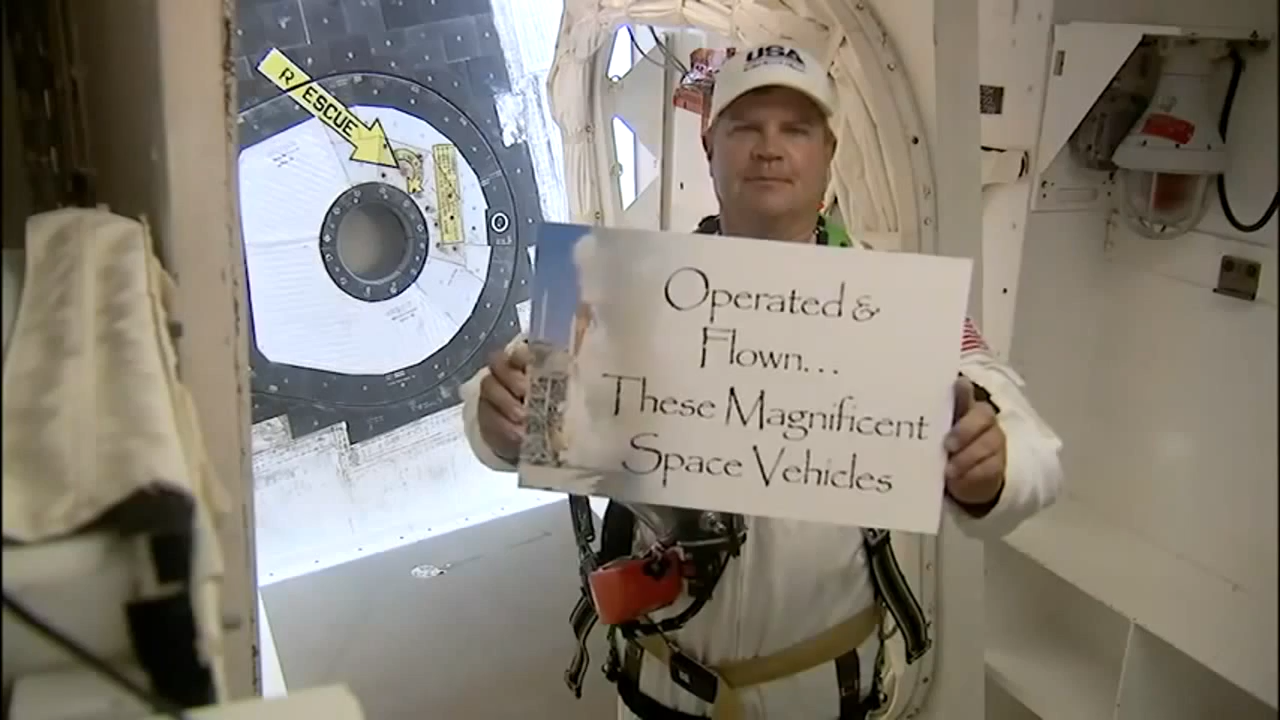 RESCUE
USA
Operated &
Flown...
These Magnificent
Space Vehicles